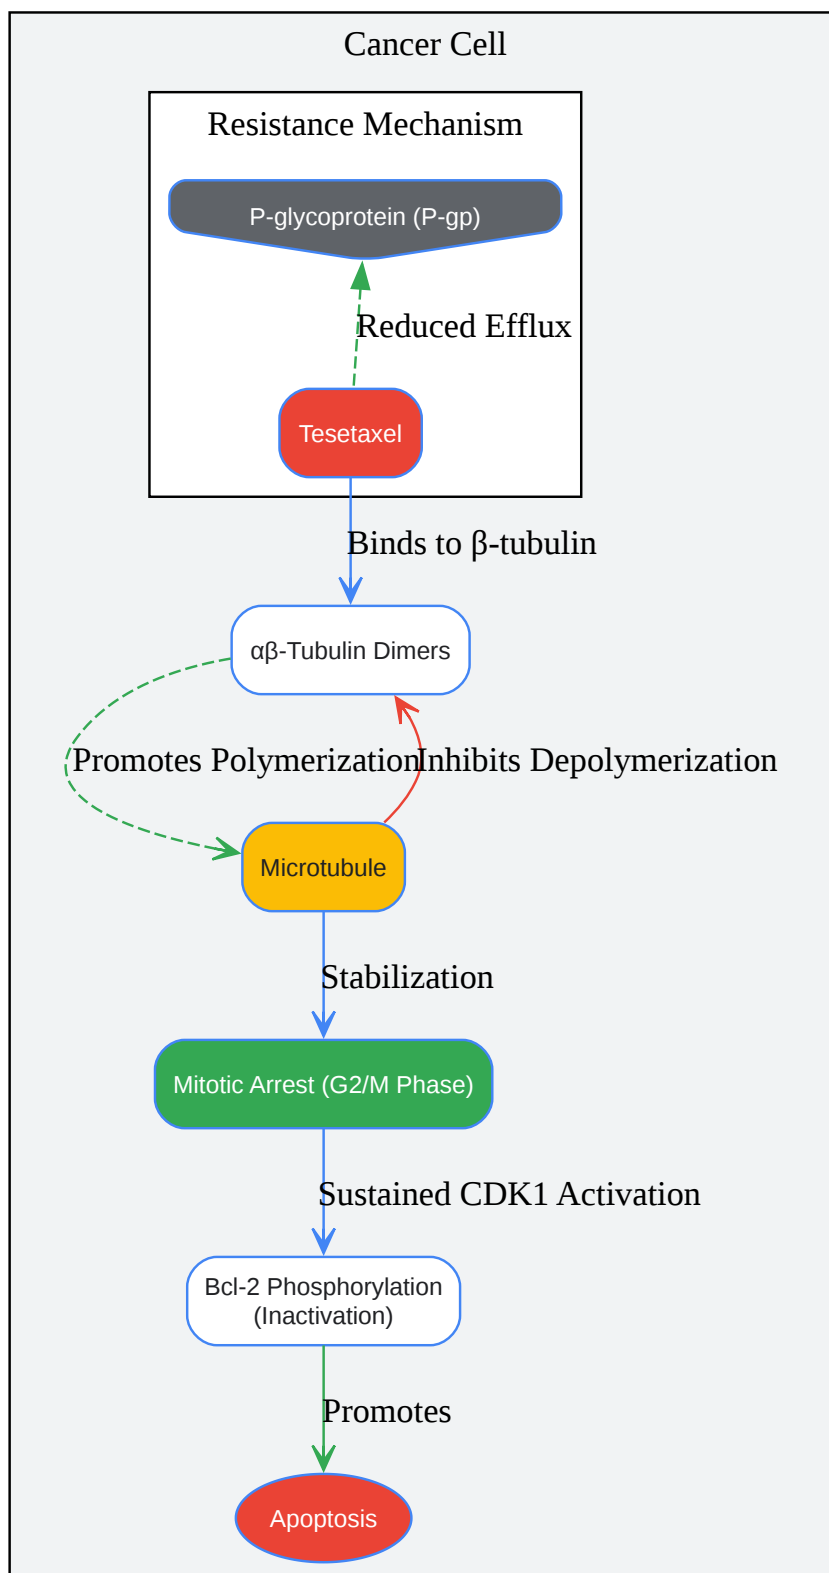 Cancer Cell
Resistance Mechanism
P-glycoprotein (P-gp)
Reduced Efflux
Tesetaxel
Binds to β-tubulin
αβ-Tubulin Dimers
Promotes Polymerization
Inhibits Depolymerization
Microtubule
Stabilization
Mitotic Arrest (G2/M Phase)
Sustained CDK1 Activation
Bcl-2 Phosphorylation
(Inactivation)
Promotes
Apoptosis